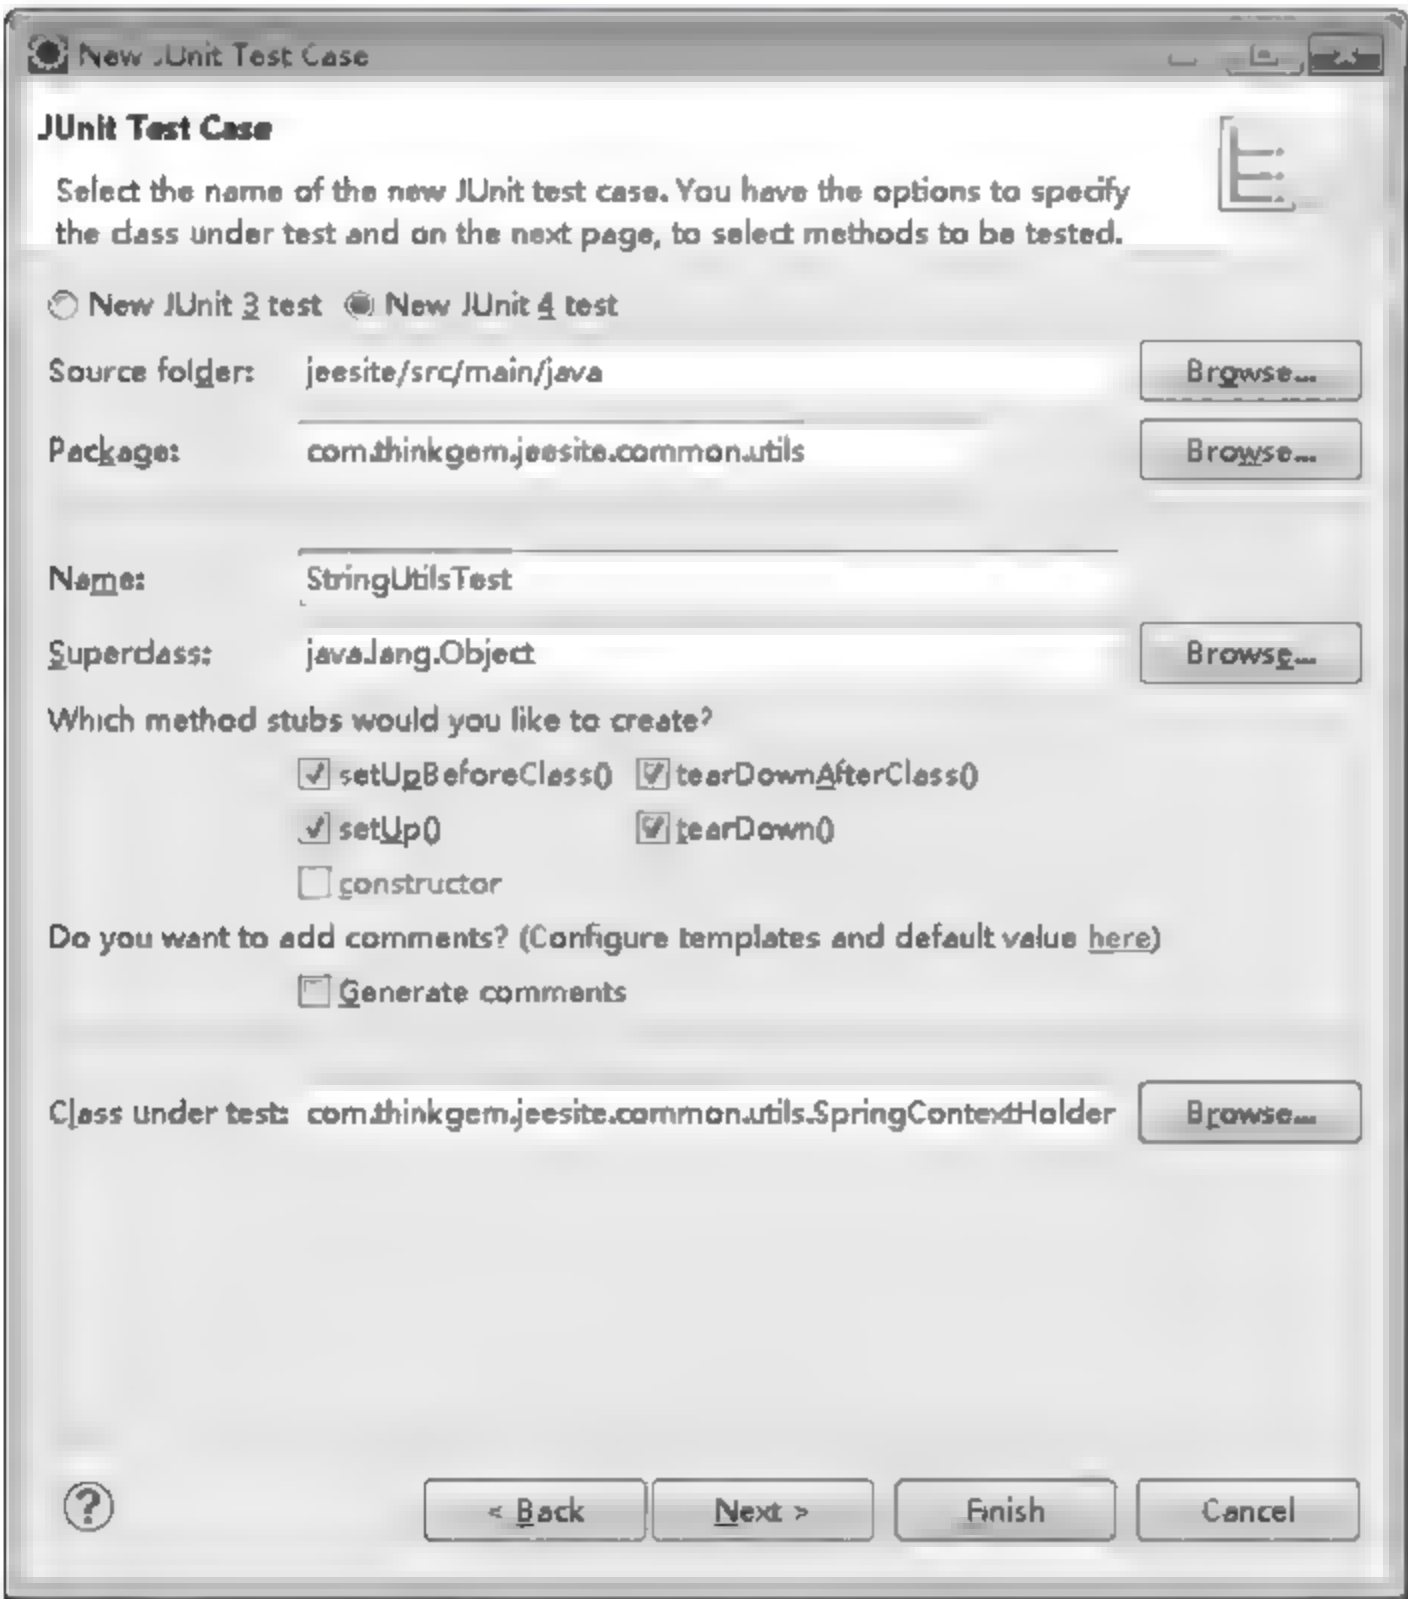 New JUnit Test Case
JUnit Test Case
Select the name of the new JUnit test case. You have the options to specify
the class under test and on the next page, to select methods to be tested.
New JUnit 3 test New JUnit 4 test
Source folder: jeesite/src/main/java Browse...
Package: com.thinkgem.jeesite.common.utils Browse...
Name: StringUtilsTest
Superclass: java.lang.Object Browse...
Which method stubs would you like to create?
setUpBeforeClass() tearDownAfterClass()
setUp() tearDown()
constructor
Do you want to add comments? (Configure templates and default value here)
Generate comments
Class under test: com.thinkgem.jeesite.common.utils.SpringContextHolder Browse...
? < Back Next > Finish Cancel